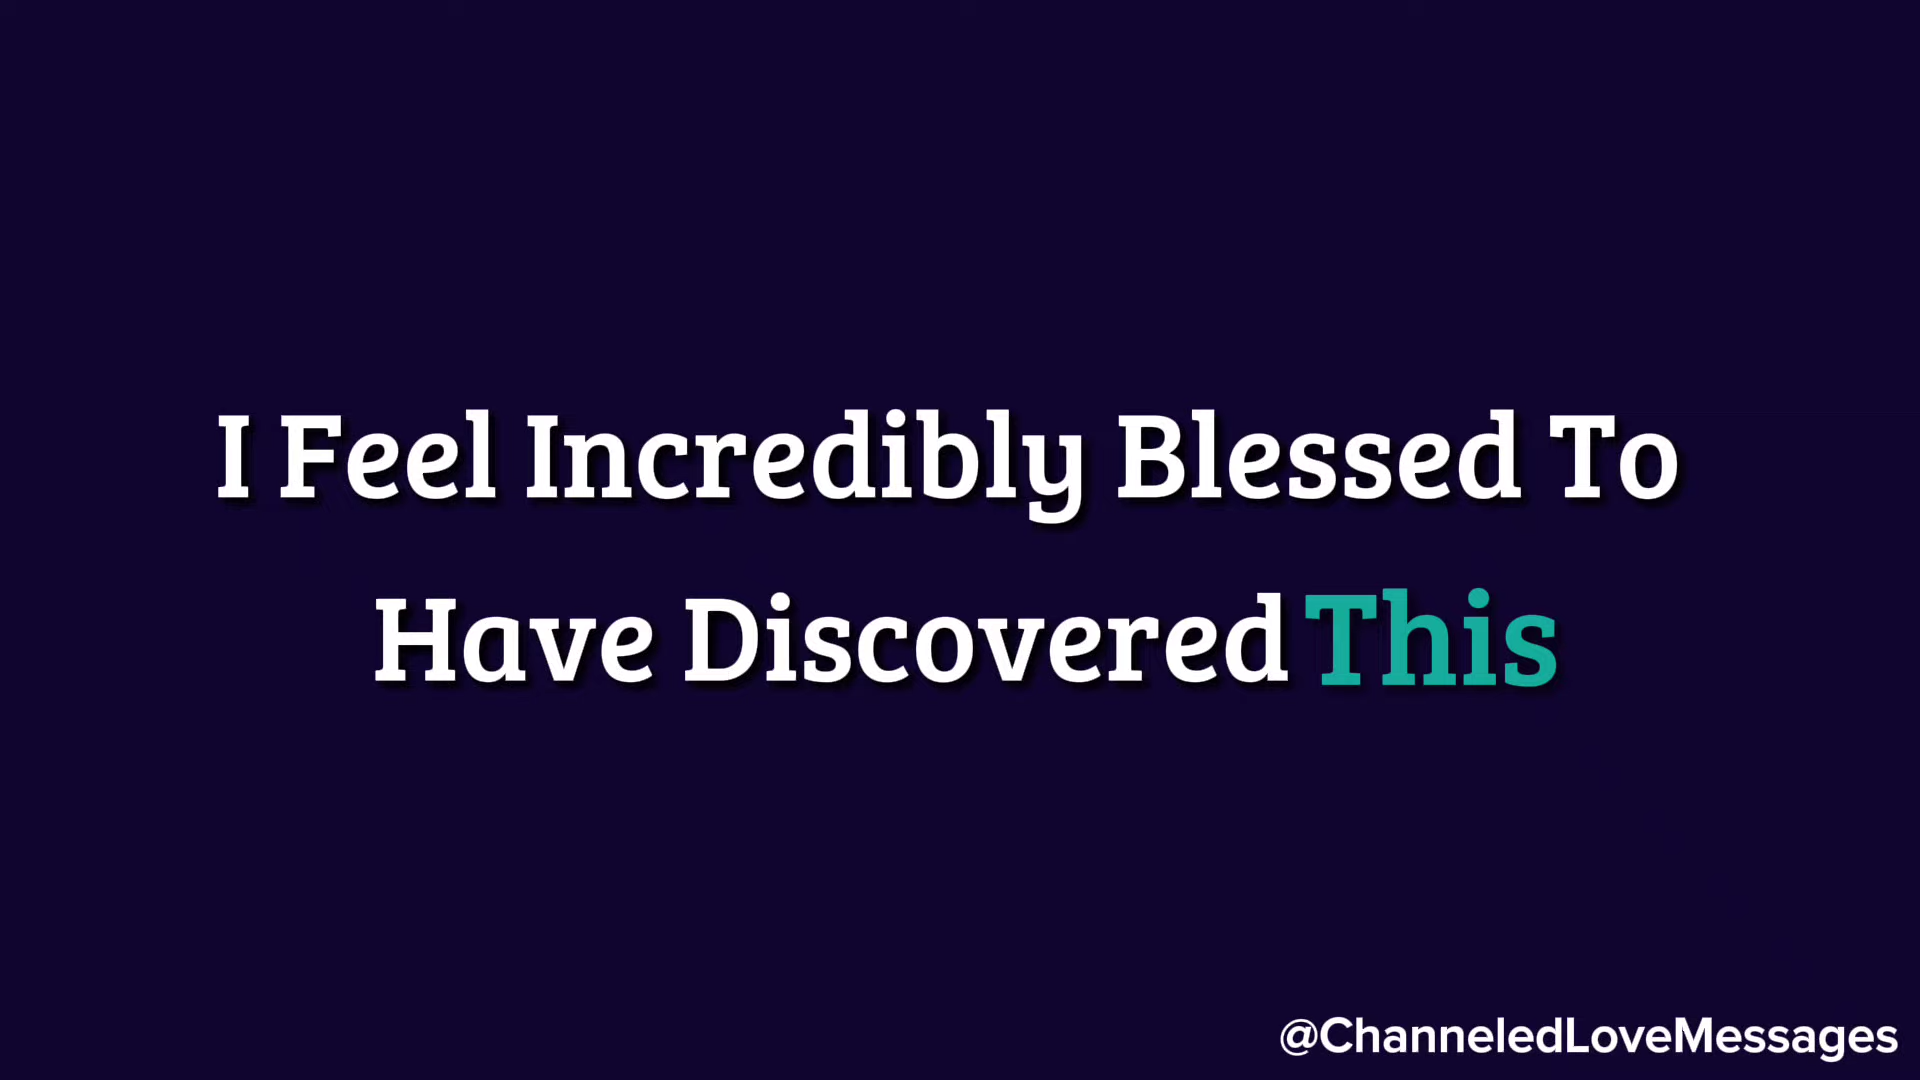 I Feel Incredibly Blessed To
Have Discovered This
@ChanneledLoveMessages